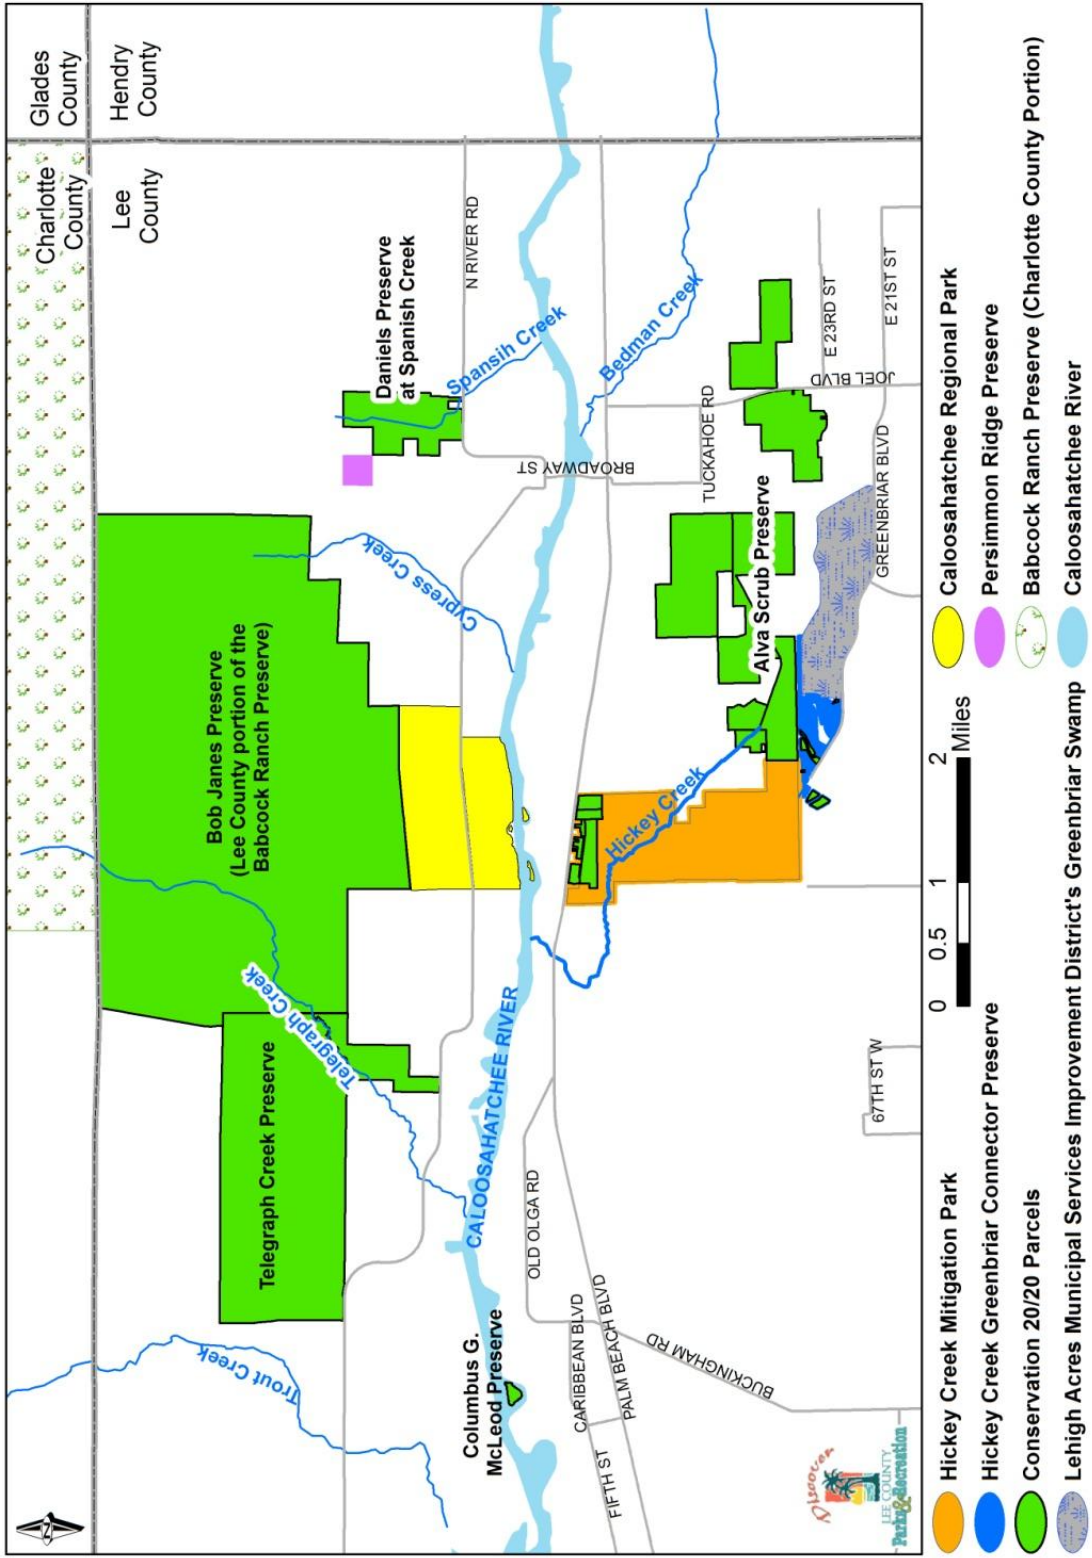 Glades
County
Hendry
County
Charlotte
County
Lee
County
Daniels Preserve
at Spanish Creek
N RIVER RD
Spansih Creek
Bedman Creek
E 23RD ST
E 21ST ST
JOEL BLVD
BROADWAY ST
TUCKAHOE RD
GREENBRIAR BLVD
Cypress Creek
Bob Janes Preserve
(Lee County portion of the
Babcock Ranch Preserve)
Alva Scrub Preserve
Hickey Creek
Telegraph Creek
Telegraph Creek Preserve
CALOOSAHATCHEE RIVER
Trout Creek
Columbus G.
McLeod Preserve
OLD OLGA RD
CARIBBEAN BLVD
PALM BEACH BLVD
FIFTH ST
BUCKINGHAM RD
67TH ST W
N
0 0.5 1 2
Miles
Discover
LEE COUNTY
Parks & Recreation
Hickey Creek Mitigation Park
Hickey Creek Greenbriar Connector Preserve
Conservation 20/20 Parcels
Lehigh Acres Municipal Services Improvement District's Greenbriar Swamp
Caloosahatchee Regional Park
Persimmon Ridge Preserve
Babcock Ranch Preserve (Charlotte County Portion)
Caloosahatchee River